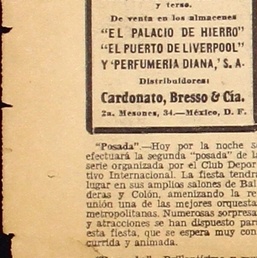 y terso.
De venta en los almacenes
"EL PALACIO DE HIERRO"
"EL PUERTO DE LIVERPOOL"
Y 'PERFUMERIA DIANA,' S. A.
Distribuidores:
Cardonato, Bresso & Cía.
2a. Mesones, 34.—México, D. F.
"Posada".—Hoy por la noche se
efectuará la segunda "posada" de la
serie organizada por el Club Depor
tivo Internacional. La fiesta tendrá
lugar en sus amplios salones de Bal
deras y Colón, amenizando la re
unión una de las mejores orquestas
metropolitanas. Numerosas sorpresas
y atracciones se han dispuesto par
esta fiesta, que se espera muy con
currida y animada.